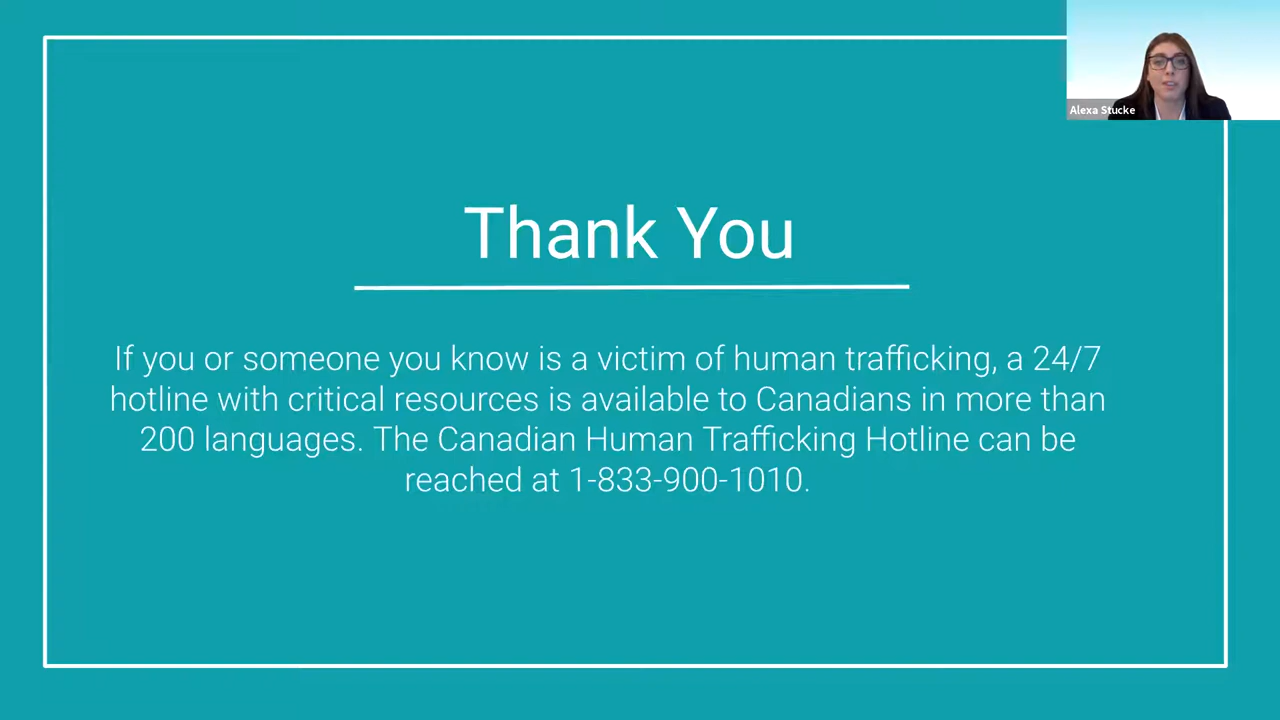 Alexa Stucke
Thank You
If you or someone you know is a victim of human trafficking, a 24/7
hotline with critical resources is available to Canadians in more than
200 languages. The Canadian Human Trafficking Hotline can be
reached at 1-833-900-1010.